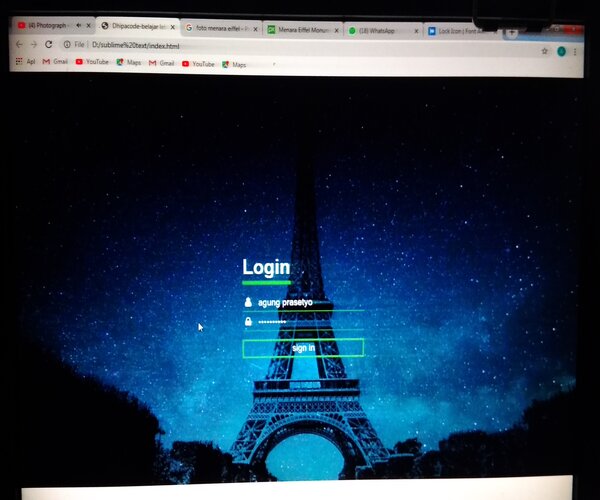 (4) Photograph -
Dhipacode-belajar-le
foto menara eiffel -
Menara Eiffel Monum
(18) WhatsApp
Lock Icon | Font A
File | D:/sublime%20text/index.html
Apl
Gmail
YouTube
Maps
Gmail
YouTube
Maps
Login
agung prasetyo
sign in